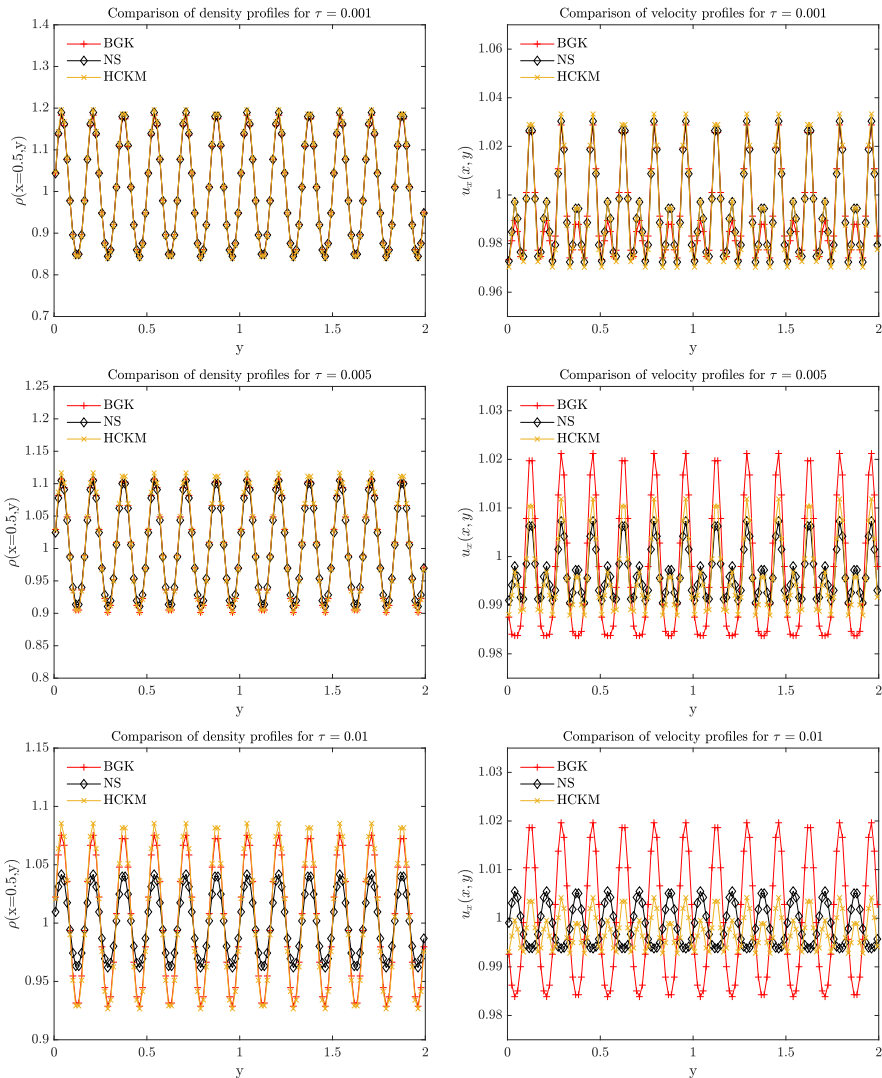 Comparison of density profiles for τ = 0.001
BGK
NS
HCKM
1.4
1.3
1.2
1.1
1
0.9
0.8
0.7
ρ(x=0.5,y)
0
0.5
1
1.5
2
y
Comparison of velocity profiles for τ = 0.001
BGK
NS
HCKM
1.06
1.04
1.02
1
0.98
0.96
u_x(x, y)
0
0.5
1
1.5
2
y
Comparison of density profiles for τ = 0.005
BGK
NS
HCKM
1.25
1.2
1.15
1.1
1.05
1
0.95
0.9
0.85
0.8
ρ(x=0.5,y)
0
0.5
1
1.5
2
y
Comparison of velocity profiles for τ = 0.005
BGK
NS
HCKM
1.03
1.02
1.01
1
0.99
0.98
u_x(x, y)
0
0.5
1
1.5
2
y
Comparison of density profiles for τ = 0.01
BGK
NS
HCKM
1.15
1.1
1.05
1
0.95
0.9
ρ(x=0.5,y)
0
0.5
1
1.5
2
y
Comparison of velocity profiles for τ = 0.01
BGK
NS
HCKM
1.03
1.02
1.01
1
0.99
0.98
u_x(x, y)
0
0.5
1
1.5
2
y